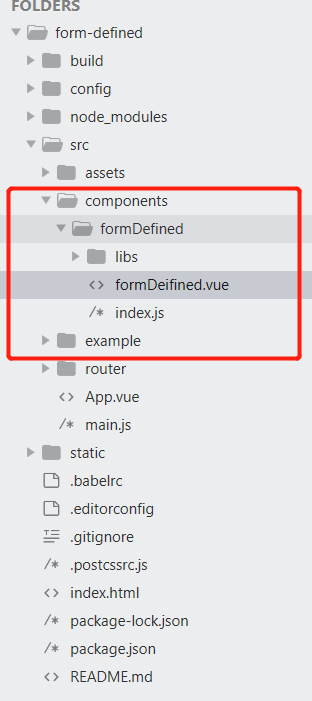 FOLDERS
form-defined
build
config
node_modules
src
assets
components
formDefined
libs
<> formDeifined.vue
/* index.js
example
router
<> App.vue
/* main.js
static
.babelrc
.editorconfig
.gitignore
/* .postcssrc.js
<> index.html
/* package-lock.json
/* package.json
<> README.md